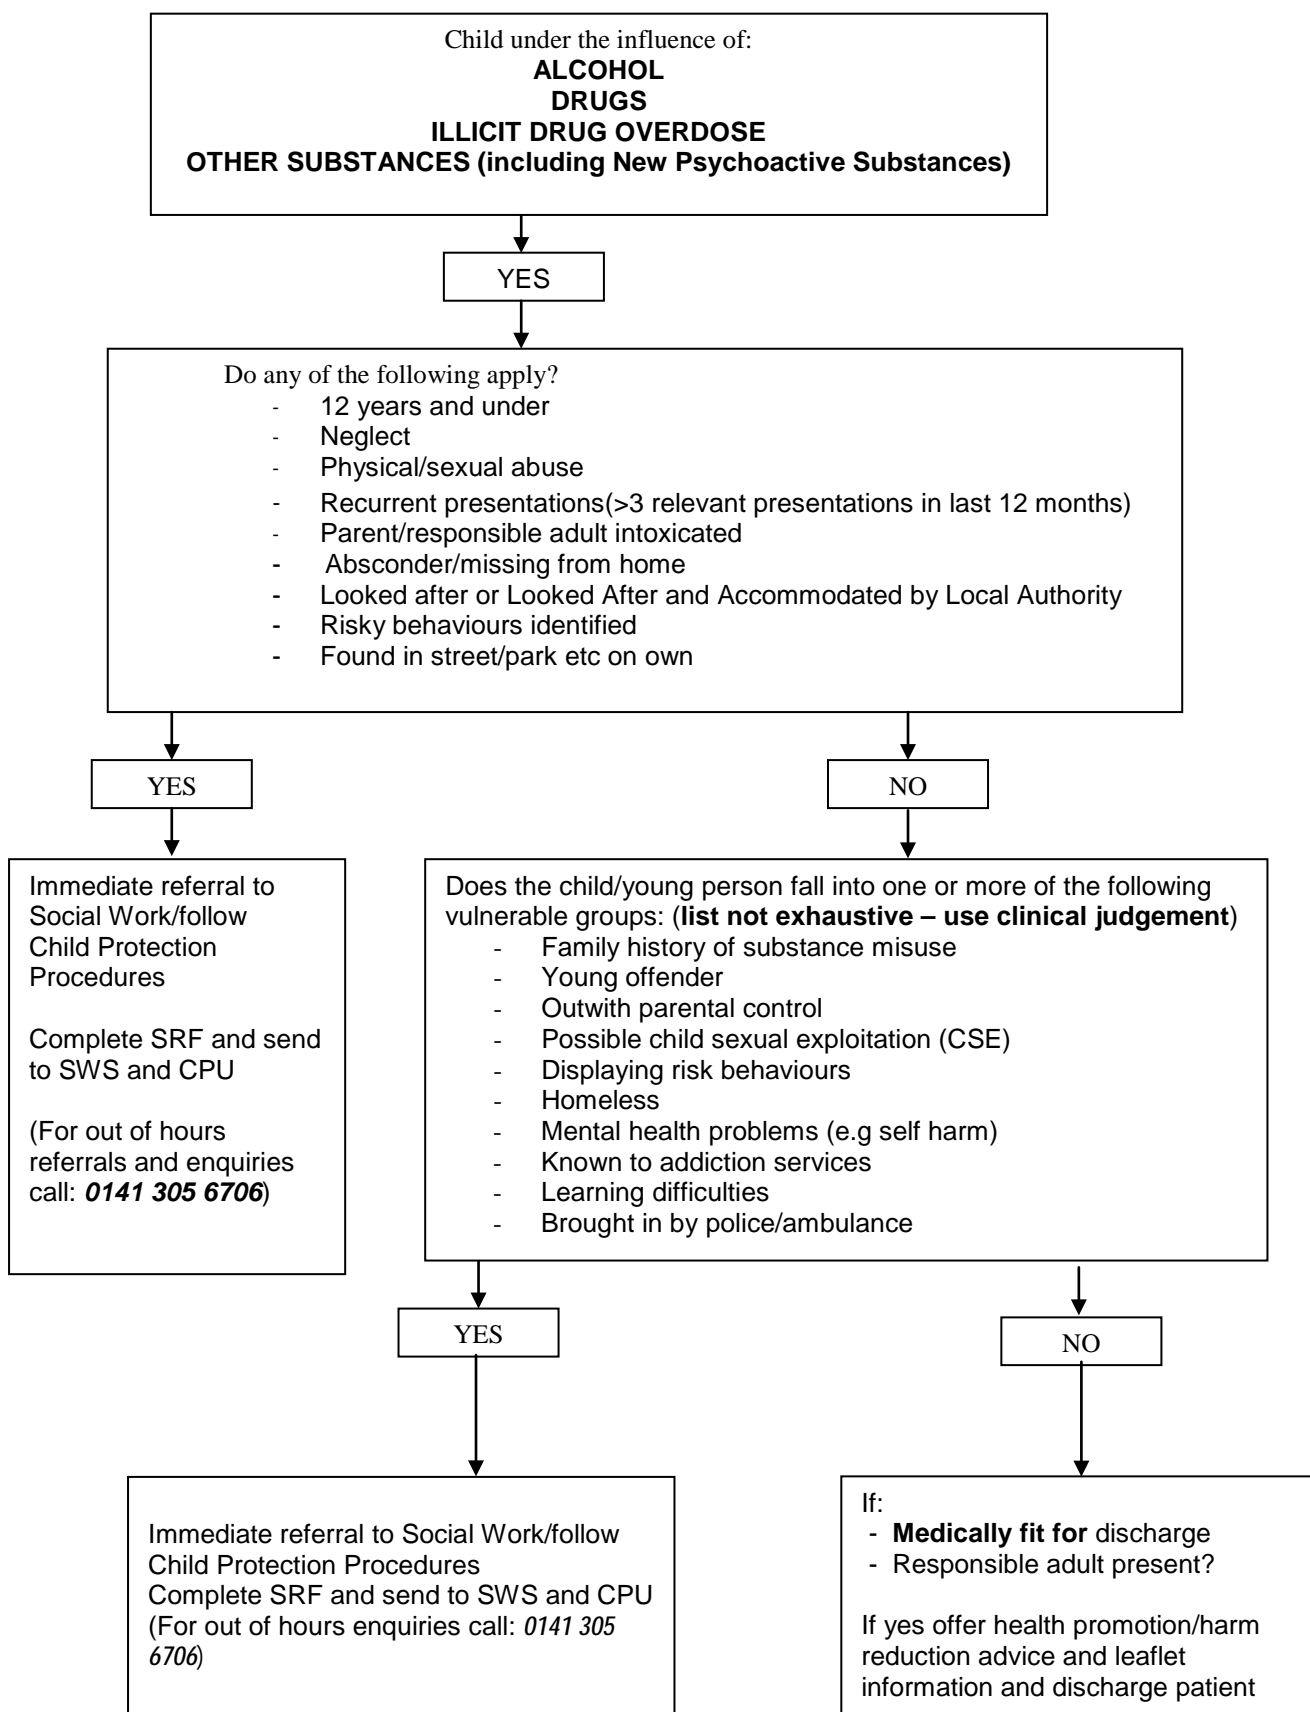 Child under the influence of:
ALCOHOL
DRUGS
ILLICIT DRUG OVERDOSE
OTHER SUBSTANCES (including New Psychoactive Substances)
YES
Do any of the following apply?
- 12 years and under
- Neglect
- Physical/sexual abuse
- Recurrent presentations(>3 relevant presentations in last 12 months)
- Parent/responsible adult intoxicated
- Absconder/missing from home
- Looked after or Looked After and Accommodated by Local Authority
- Risky behaviours identified
- Found in street/park etc on own
YES
NO
Immediate referral to
Social Work/follow
Child Protection
Procedures
Complete SRF and send
to SWS and CPU
(For out of hours
referrals and enquiries
call: 0141 305 6706)
Does the child/young person fall into one or more of the following
vulnerable groups: (list not exhaustive – use clinical judgement)
- Family history of substance misuse
- Young offender
- Outwith parental control
- Possible child sexual exploitation (CSE)
- Displaying risk behaviours
- Homeless
- Mental health problems (e.g self harm)
- Known to addiction services
- Learning difficulties
- Brought in by police/ambulance
YES
NO
Immediate referral to Social Work/follow
Child Protection Procedures
Complete SRF and send to SWS and CPU
(For out of hours enquiries call: 0141 305
6706)
If:
- Medically fit for discharge
- Responsible adult present?
If yes offer health promotion/harm
reduction advice and leaflet
information and discharge patient